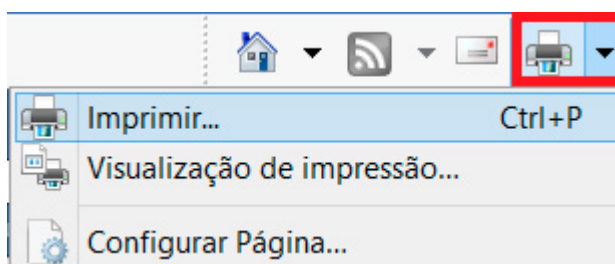 Imprimir... Ctrl+P
Visualização de impressão...
Configurar Página...